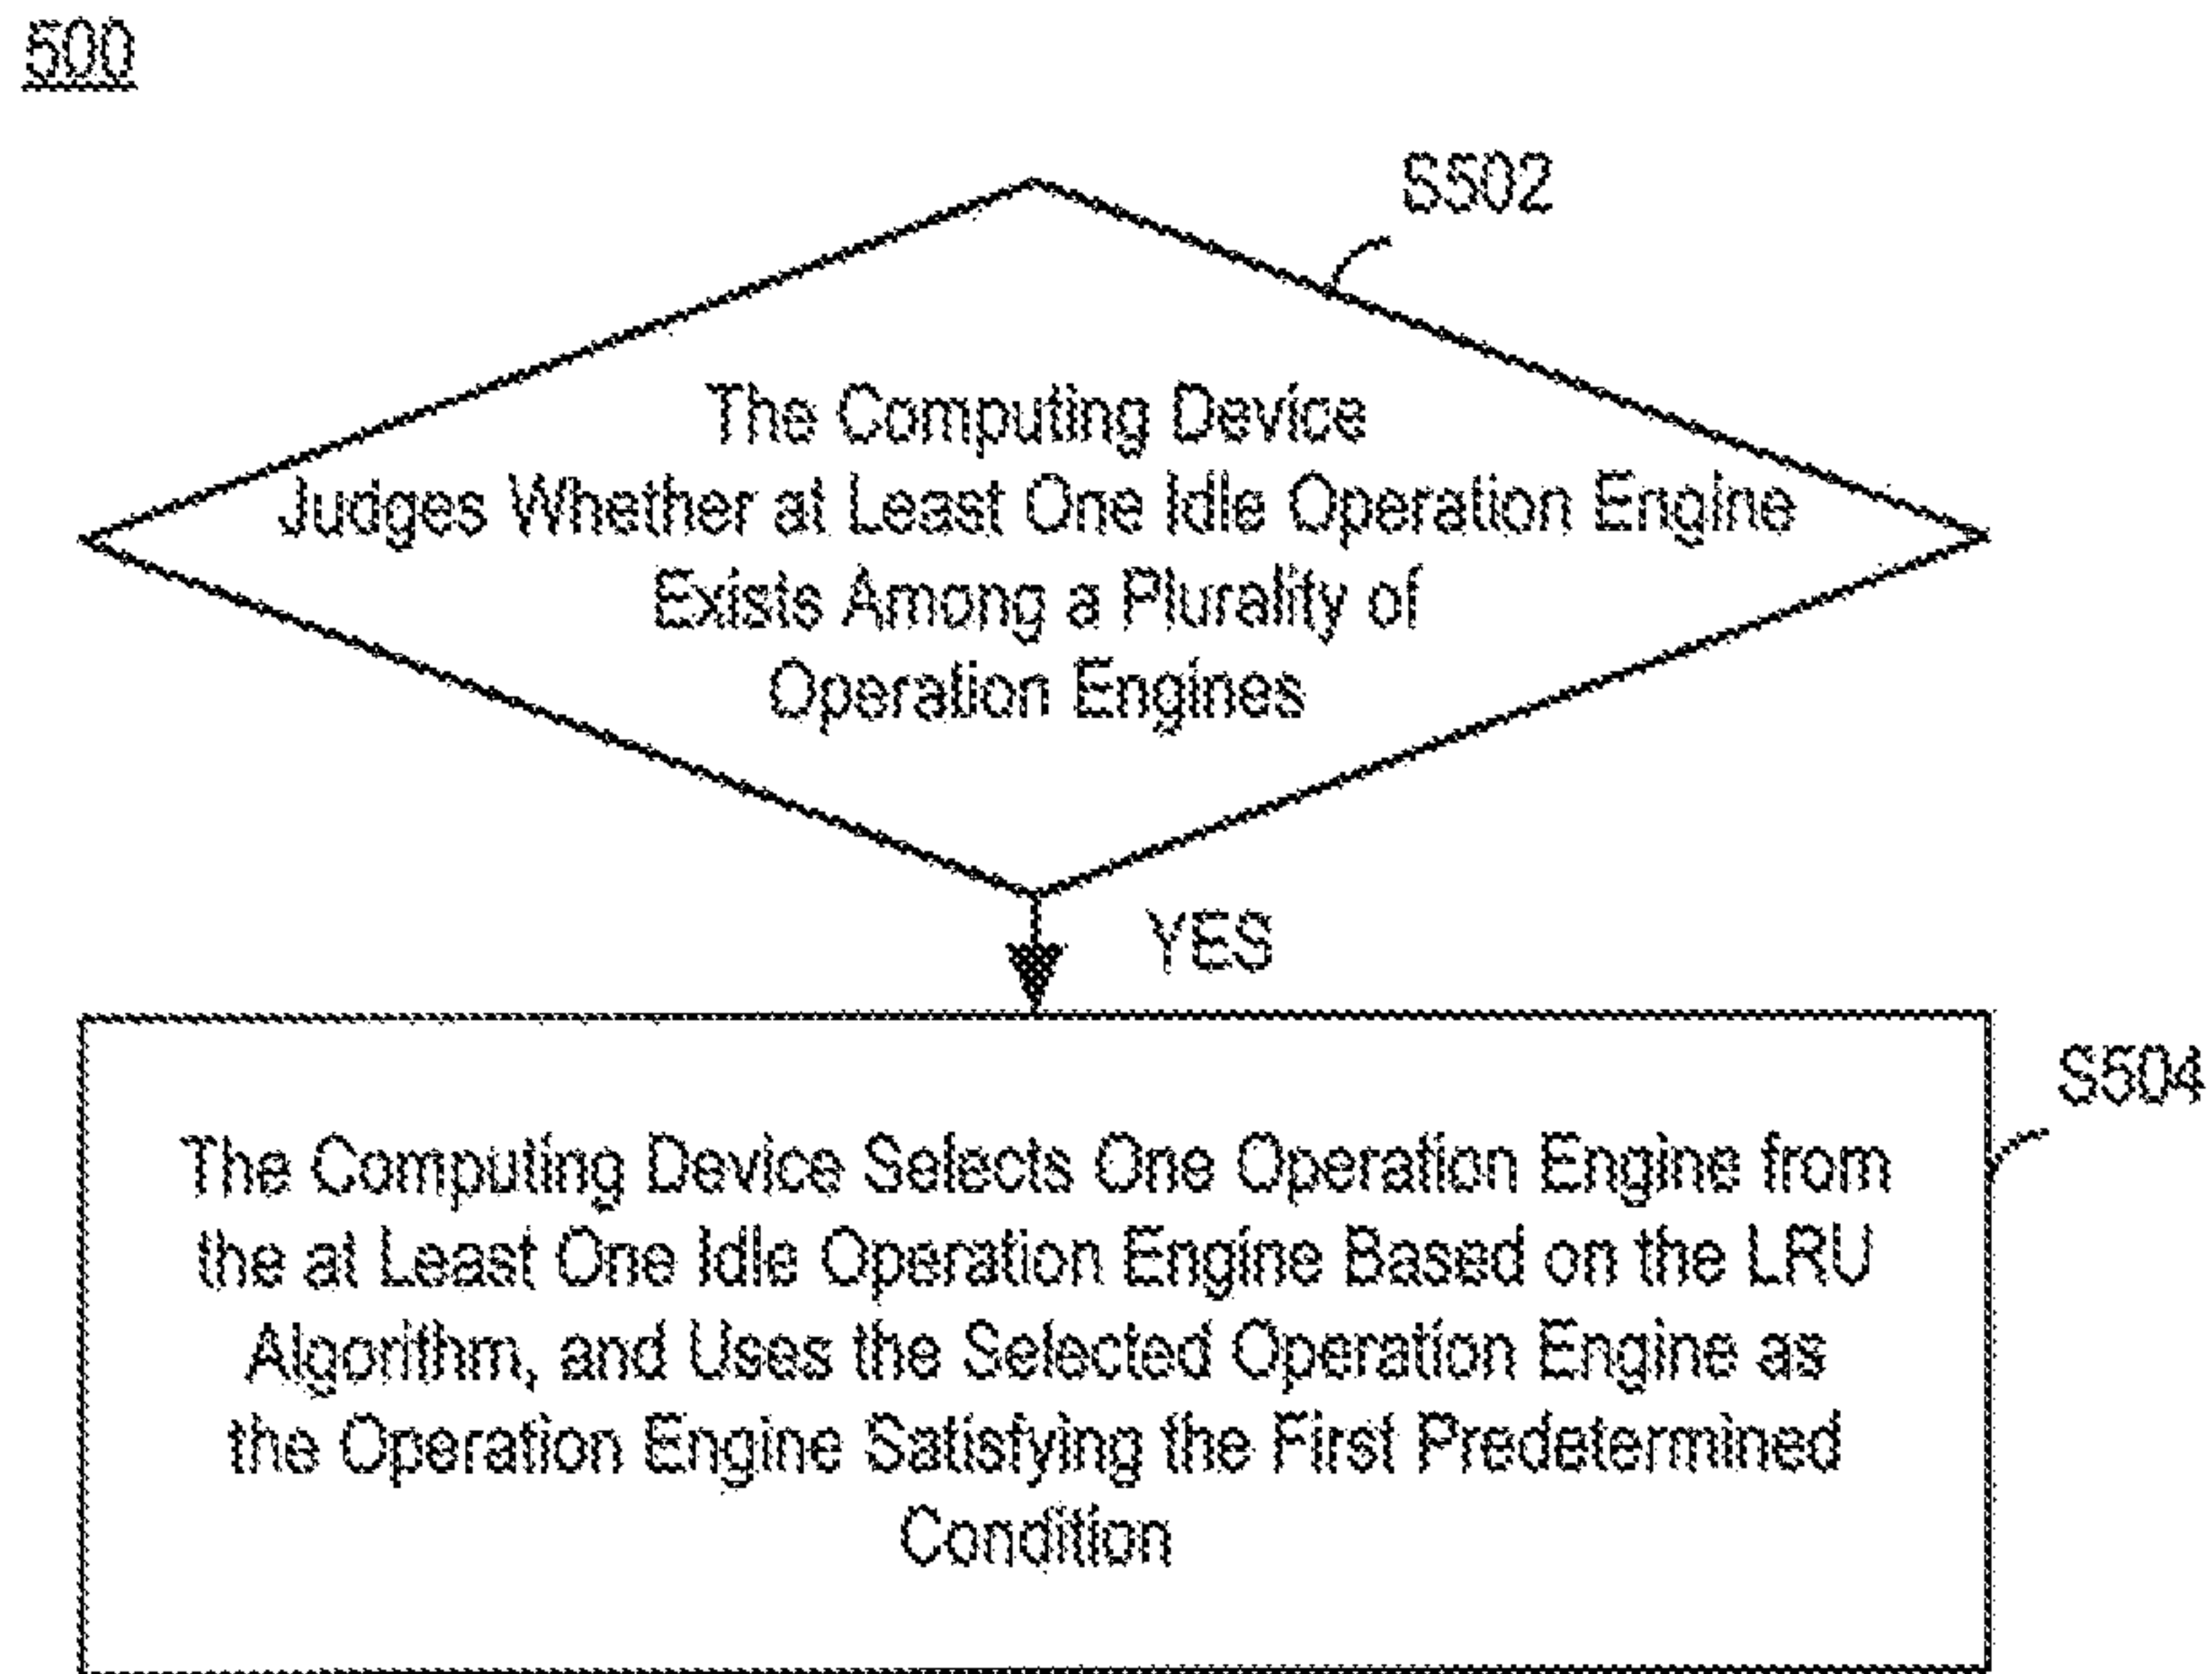 500
S502
The Computing Device
Judges Whether at Least One Idle Operation Engine
Exists Among a Plurality of
Operation Engines
YES
S504
The Computing Device Selects One Operation Engine from
the at Least One Idle Operation Engine Based on the LRU
Algorithm, and Uses the Selected Operation Engine as
the Operation Engine Satisfying the First Predetermined
Condition